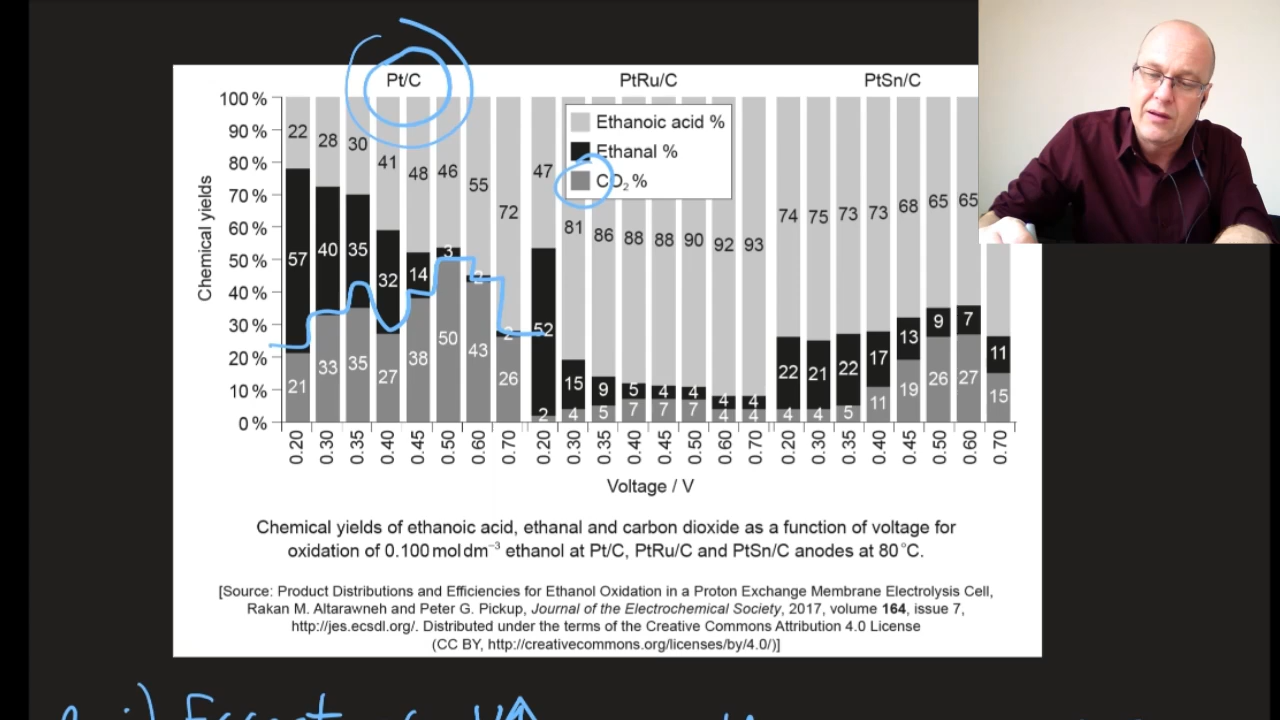 Pt/C PtRu/C PtSn/C
100 %
90 %
80 %
70 %
60 %
50 %
40 %
30 %
20 %
10 %
0 %
Chemical yields
Ethanoic acid %
Ethanal %
CO₂ %
22 28 30 41 48 46 55 72 47 81 86 88 88 90 92 93 74 75 73 73 68 65 65
57 40 35 32 14 3 2 2 52 15 9 5 4 4 4 4 22 21 22 17 13 9 7 11
21 33 35 27 38 50 43 26 2 4 5 7 7 7 4 4 4 4 5 11 19 26 27 15
0.20 0.30 0.35 0.40 0.45 0.50 0.60 0.70 0.20 0.30 0.35 0.40 0.45 0.50 0.60 0.70 0.20 0.30 0.35 0.40 0.45 0.50 0.60 0.70
Voltage / V
Chemical yields of ethanoic acid, ethanal and carbon dioxide as a function of voltage for
oxidation of 0.100 mol dm⁻³ ethanol at Pt/C, PtRu/C and PtSn/C anodes at 80 °C.
[Source: Product Distributions and Efficiencies for Ethanol Oxidation in a Proton Exchange Membrane Electrolysis Cell,
Rakan M. Altarawneh and Peter G. Pickup, Journal of the Electrochemical Society, 2017, volume 164, issue 7,
http://jes.ecsdl.org/. Distributed under the terms of the Creative Commons Attribution 4.0 License
(CC BY, http://creativecommons.org/licenses/by/4.0/)]